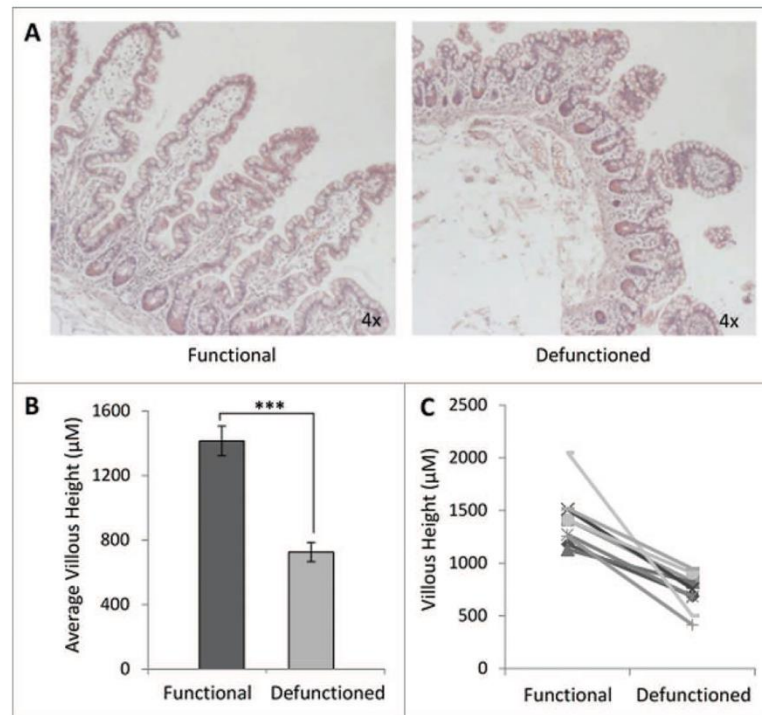 A
4x
4x
Functional
Defunctioned
B
***
Average Villous Height (µM)
1600
1200
800
400
0
Functional
Defunctioned
C
Villous Height (µM)
2500
2000
1500
1000
500
0
Functional
Defunctioned